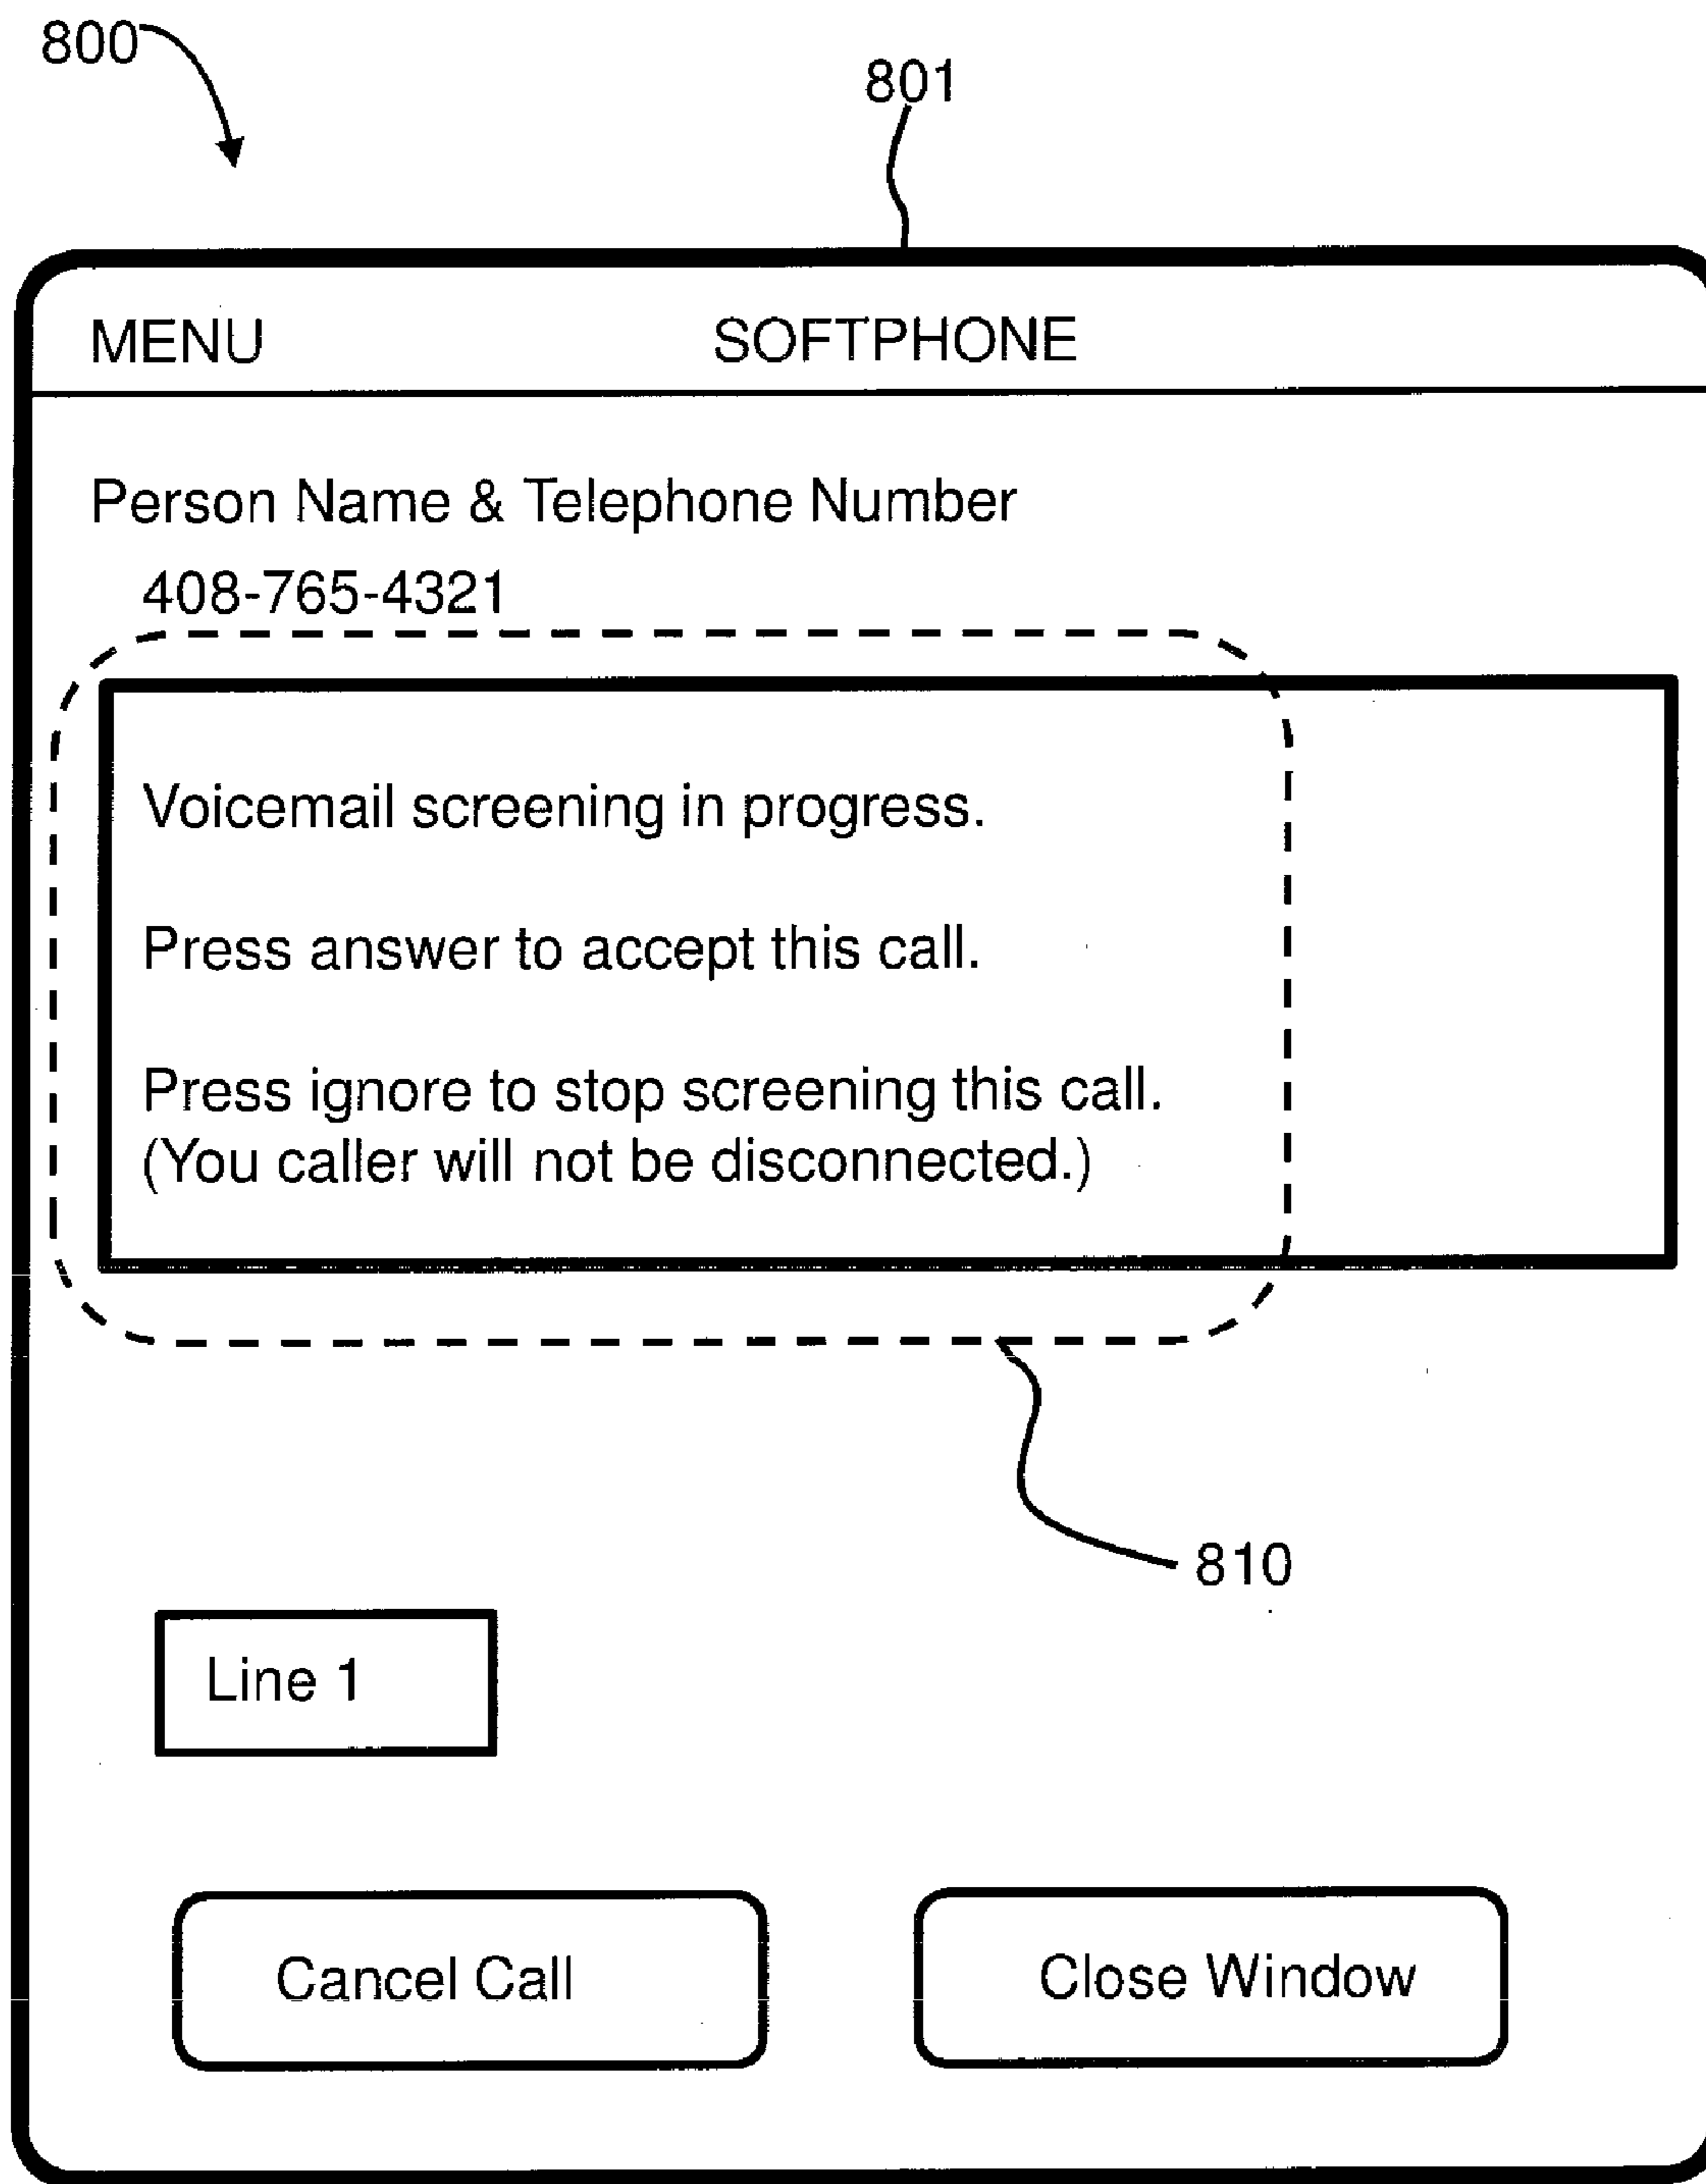 800
801
MENU SOFTPHONE
Person Name & Telephone Number
408-765-4321
Voicemail screening in progress.
Press answer to accept this call.
Press ignore to stop screening this call.
(You caller will not be disconnected.)
810
Line 1
Cancel Call Close Window